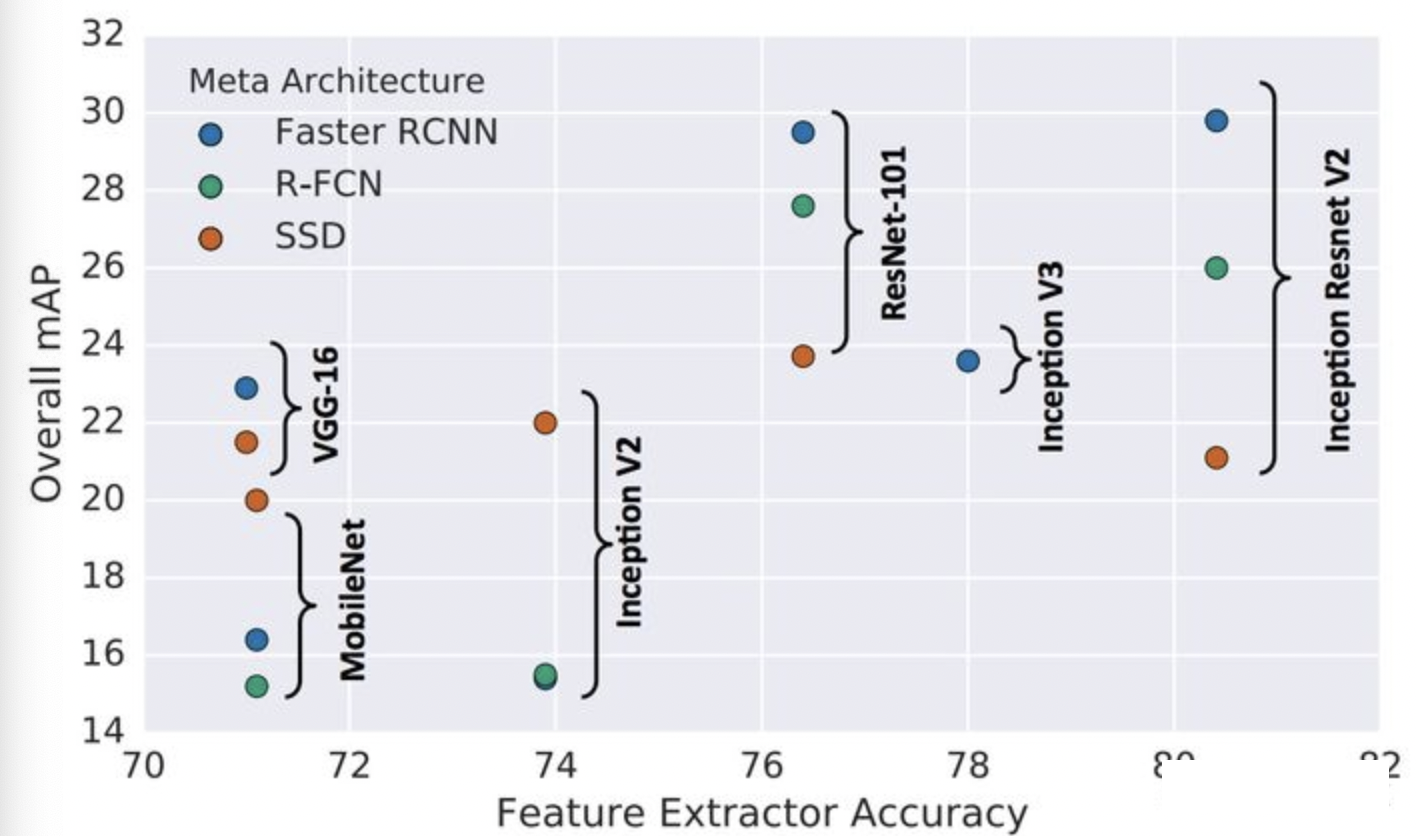 32
30
28
26
24
22
20
18
16
14
Overall mAP
Meta Architecture
Faster RCNN
R-FCN
SSD
VGG-16
MobileNet
Inception V2
ResNet-101
Inception V3
Inception Resnet V2
70 72 74 76 78
Feature Extractor Accuracy